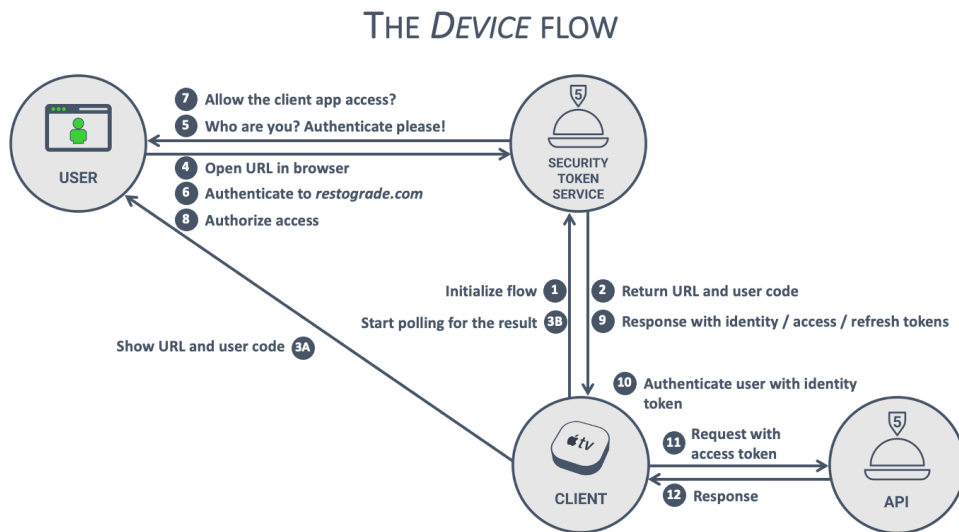 THE DEVICE FLOW
7 Allow the client app access?
5 Who are you? Authenticate please!
4 Open URL in browser
6 Authenticate to restograde.com
8 Authorize access
USER
5
SECURITY
TOKEN
SERVICE
Initialize flow 1
2 Return URL and user code
Start polling for the result 3B
9 Response with identity / access / refresh tokens
Show URL and user code 3A
10 Authenticate user with identity
token
tv
CLIENT
11 Request with
access token
12 Response
5
API